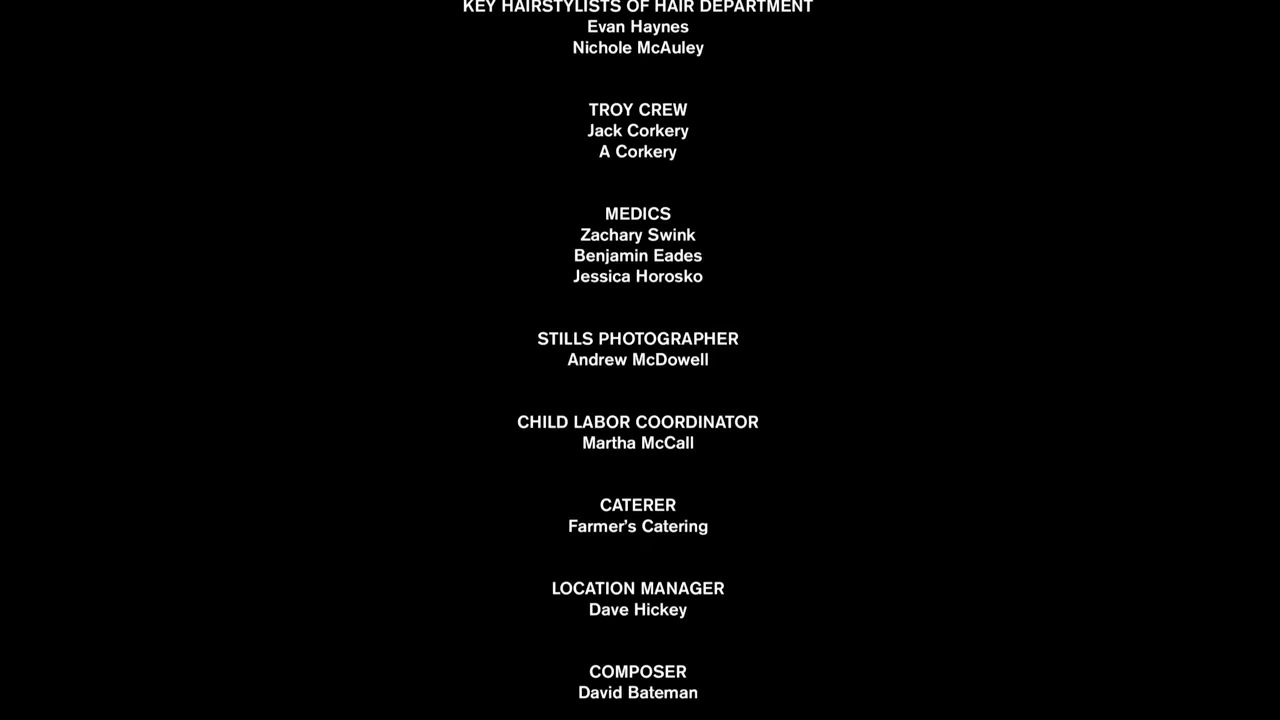 KEY HAIRSTYLISTS OF HAIR DEPARTMENT
Evan Haynes
Nichole McAuley
TROY CREW
Jack Corkery
A Corkery
MEDICS
Zachary Swink
Benjamin Eades
Jessica Horosko
STILLS PHOTOGRAPHER
Andrew McDowell
CHILD LABOR COORDINATOR
Martha McCall
CATERER
Farmer’s Catering
LOCATION MANAGER
Dave Hickey
COMPOSER
David Bateman